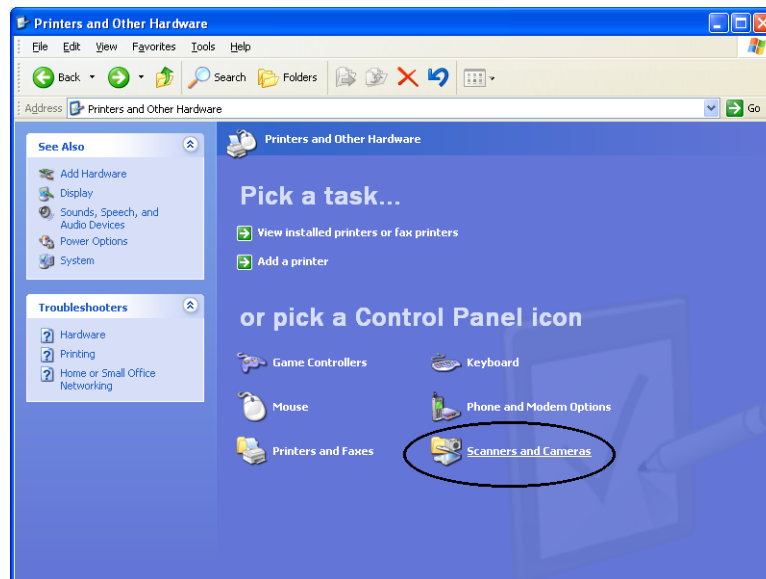 Printers and Other Hardware
File Edit View Favorites Tools Help
Back Search Folders
Address Printers and Other Hardware Go
See Also
Add Hardware
Display
Sounds, Speech, and
Audio Devices
Power Options
System
Troubleshooters
Hardware
Printing
Home or Small Office
Networking
Printers and Other Hardware
Pick a task...
View installed printers or fax printers
Add a printer
or pick a Control Panel icon
Game Controllers
Keyboard
Mouse
Phone and Modem Options
Printers and Faxes
Scanners and Cameras